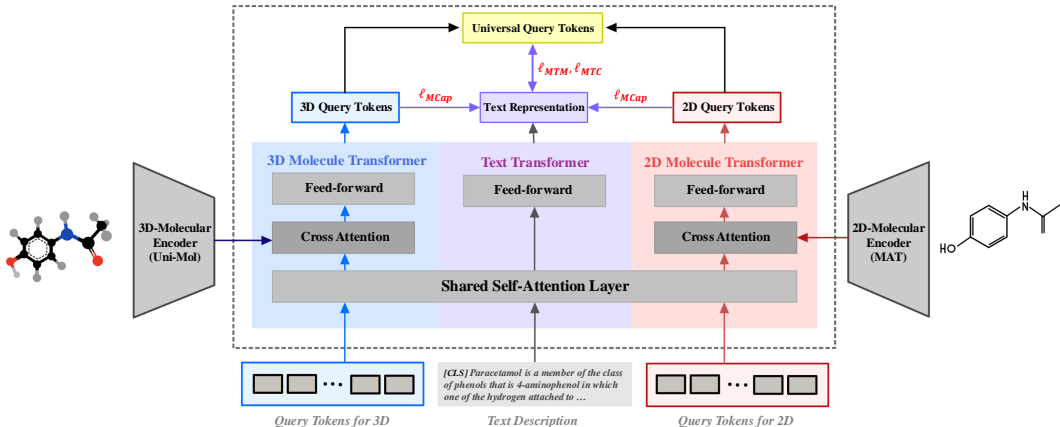 Universal Query Tokens
ℓMTM, ℓMTC
3D Query Tokens
ℓMCap
Text Representation
ℓMCap
2D Query Tokens
3D Molecule Transformer
Text Transformer
2D Molecule Transformer
Feed-forward
Feed-forward
Feed-forward
3D-Molecular
Encoder
(Uni-Mol)
Cross Attention
Cross Attention
2D-Molecular
Encoder
(MAT)
H
N
HO
Shared Self-Attention Layer
[CLS] Paracetamol is a member of the class
of phenols that is 4-aminophenol in which
one of the hydrogen attached to …
Query Tokens for 3D
Text Description
Query Tokens for 2D